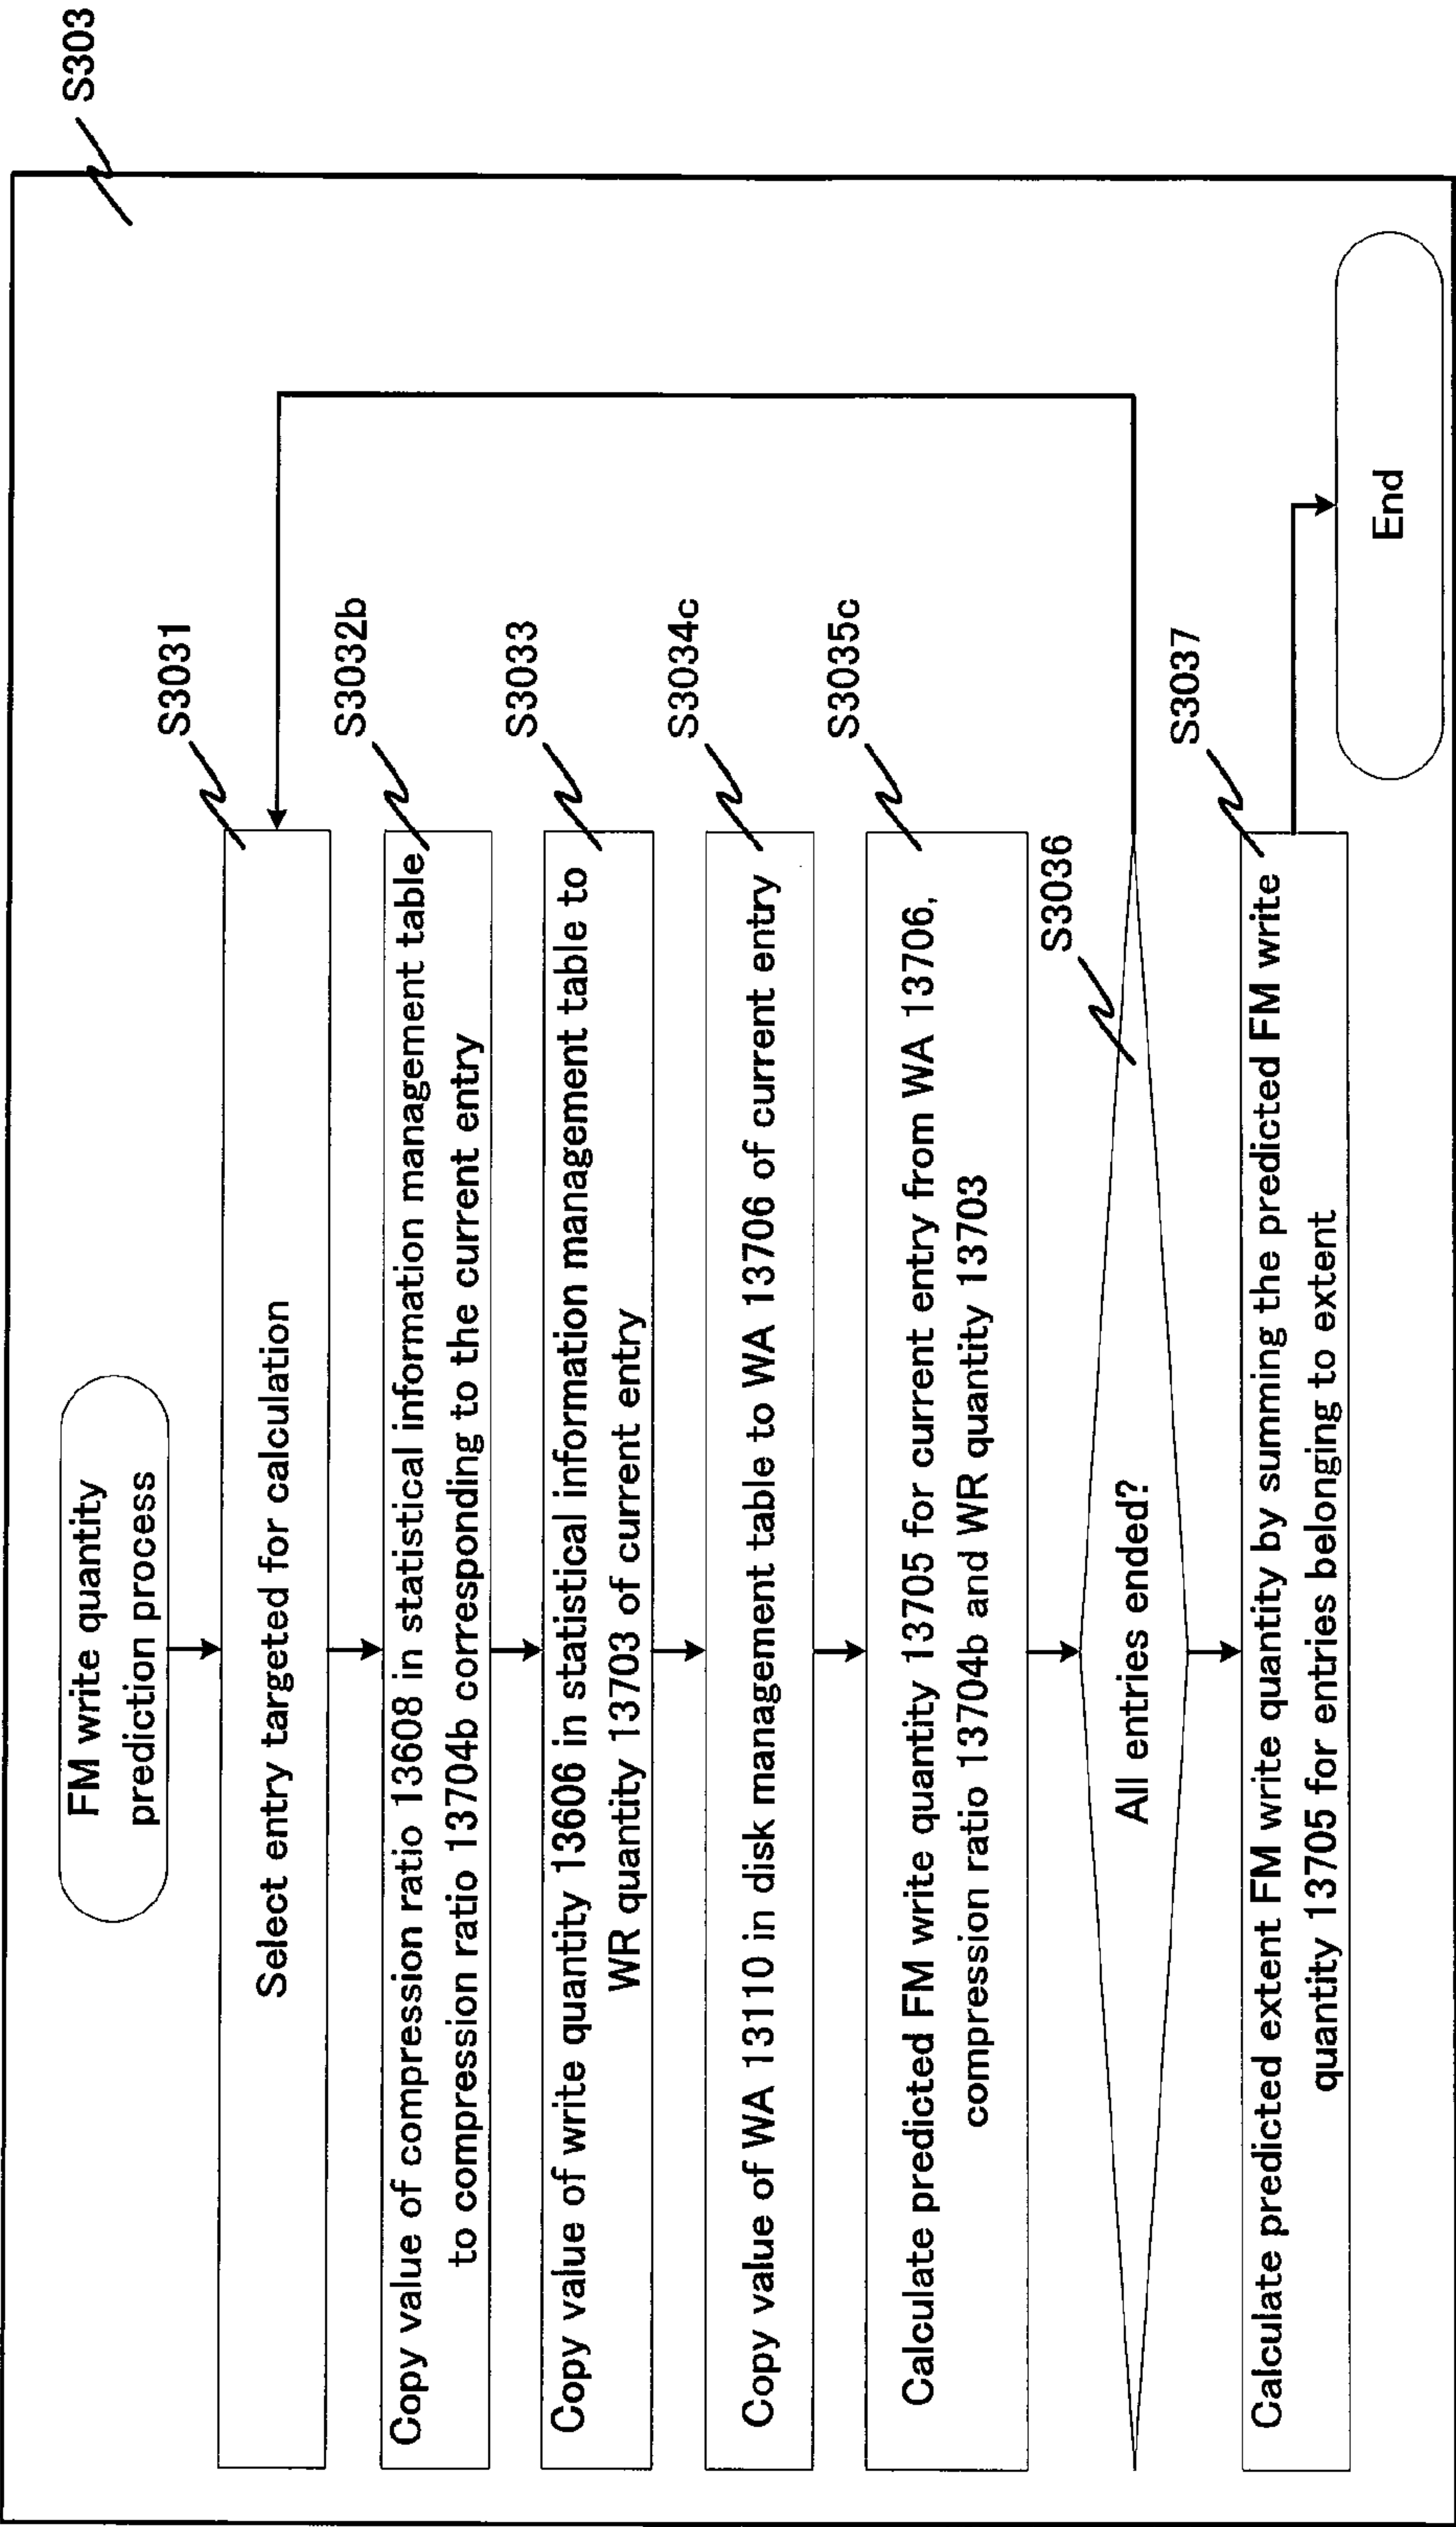 S303
FM write quantity
prediction process
S3031
Select entry targeted for calculation
S3032b
Copy value of compression ratio 13608 in statistical information management table
to compression ratio 13704b corresponding to the current entry
S3033
Copy value of write quantity 13606 in statistical information management table to
WR quantity 13703 of current entry
S3034c
Copy value of WA 13110 in disk management table to WA 13706 of current entry
S3035c
Calculate predicted FM write quantity 13705 for current entry from WA 13706,
compression ratio 13704b and WR quantity 13703
S3036
All entries ended?
S3037
Calculate predicted extent FM write quantity by summing the predicted FM write
quantity 13705 for entries belonging to extent
End